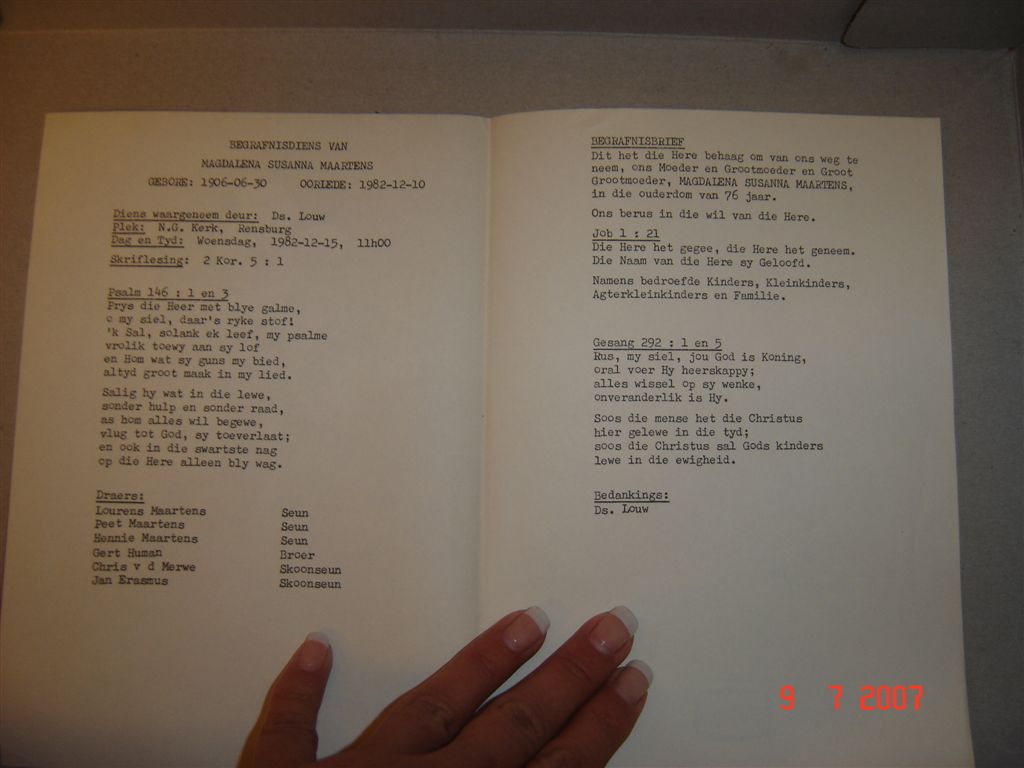 BEGRAFNISDIENS VAN
MAGDALENA SUSANNA MAARTENS
GEBORE: 1906-06-30 OORLEDE: 1982-12-10
Diens waargeneem deur: Ds. Louw
Plek: N.G. Kerk, Rensburg
Dag en Tyd: Woensdag, 1982-12-15, 11h00
Skriflesing: 2 Kor. 5 : 1
Psalm 146 : 1 en 3
Prys die Heer met blye galme,
o my siel, daar's ryke stof!
'k Sal, solank ek leef, my psalme
vrolik toewy aan sy lof
en Hom wat sy guns my bied,
altyd groot maak in my lied.
Salig hy wat in die lewe,
sonder hulp en sonder raad,
as hom alles wil begewe,
vlug tot God, sy toeverlaat;
en ook in die swartste nag
op die Here alleen bly wag.
Draers:
Lourens Maartens Seun
Peet Maartens Seun
Hennie Maartens Seun
Gert Human Broer
Chris v d Merwe Skoonseun
Jan Erasmus Skoonseun
BEGRAFNISBRIEF
Dit het die Here behaag om van ons weg te
neem, ons Moeder en Grootmoeder en Groot
Grootmoeder, MAGDALENA SUSANNA MAARTENS,
in die ouderdom van 76 jaar.
Ons berus in die wil van die Here.
Job 1 : 21
Die Here het gegee, die Here het geneem.
Die Naam van die Here sy Geloofd.
Namens bedroefde Kinders, Kleinkinders,
Agterkleinkinders en Familie.
Gesang 292 : 1 en 5
Rus, my siel, jou God is Koning,
oral voer Hy heerskappy;
alles wissel op sy wenke,
onveranderlik is Hy.
Soos die mense het die Christus
hier gelewe in die tyd;
soos die Christus sal Gods kinders
lewe in die ewigheid.
Bedankings:
Ds. Louw
9 7 2007